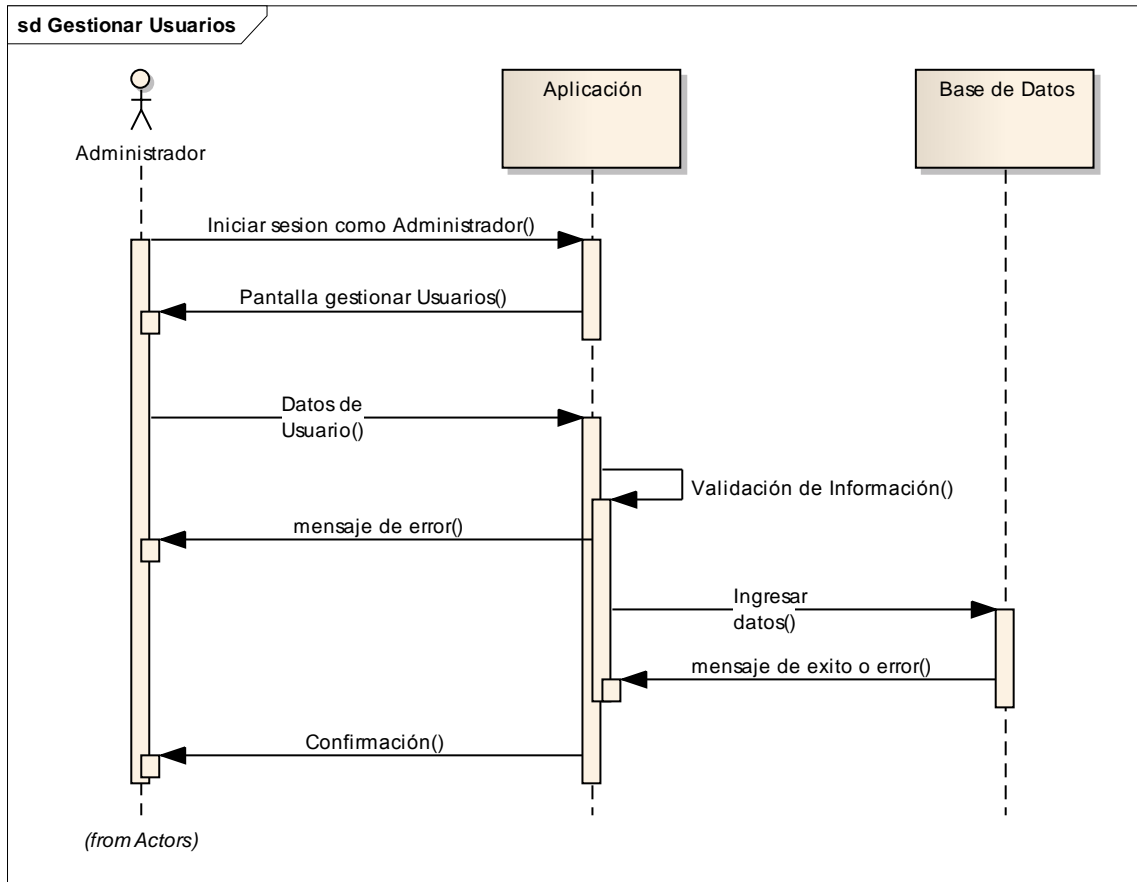 sd Gestionar Usuarios
Administrador
Aplicación
Base de Datos
Iniciar sesion como Administrador()
Pantalla gestionar Usuarios()
Datos de
Usuario()
Validación de Información()
mensaje de error()
Ingresar
datos()
mensaje de exito o error()
Confirmación()
(from Actors)